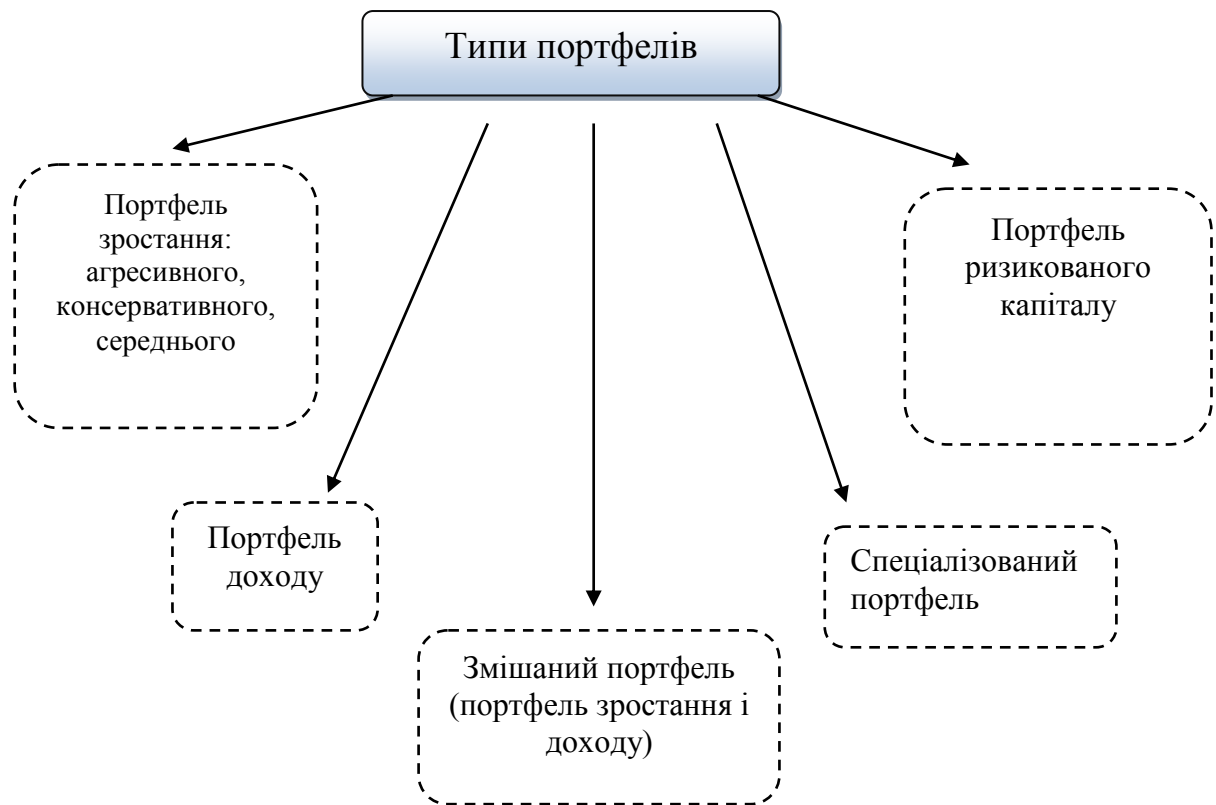 Типи портфелів
Портфель
зростання:
агресивного,
консервативного,
середнього
Портфель
ризикованого
капіталу
Портфель
доходу
Спеціалізований
портфель
Змішаний портфель
(портфель зростання і
доходу)